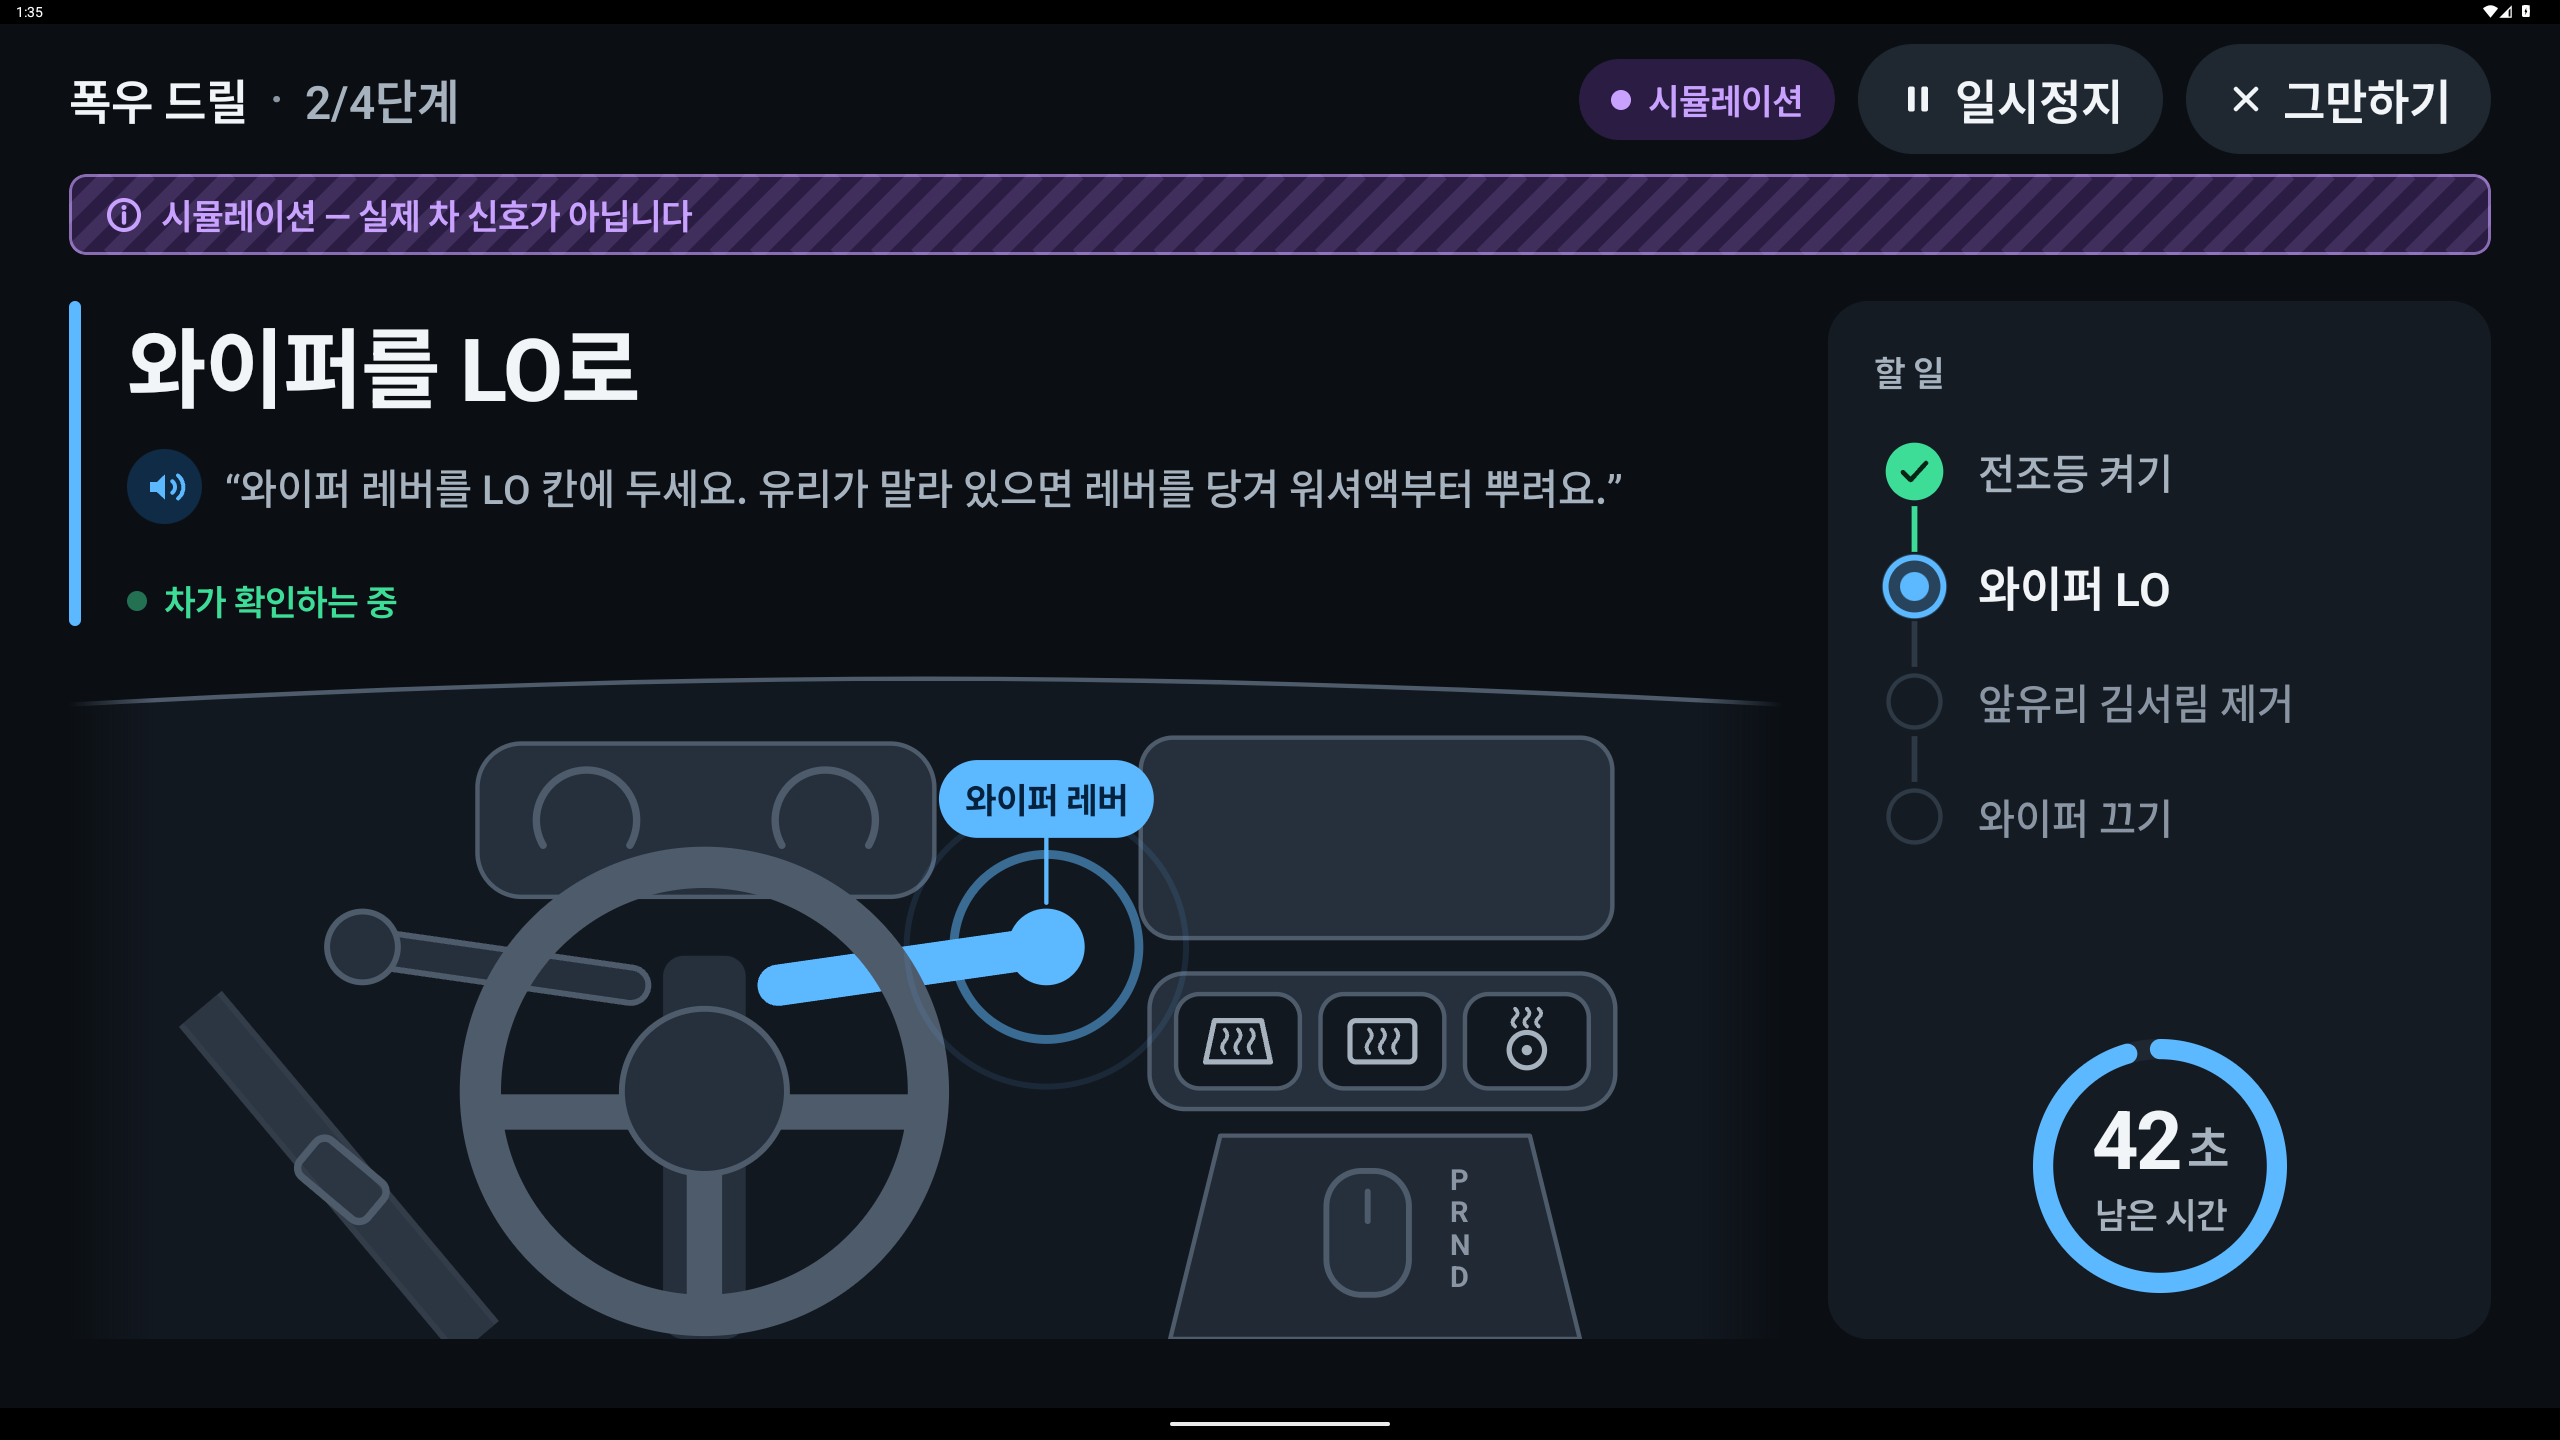 1:35
폭우 드릴 · 2/4단계
시뮬레이션
일시정지
그만하기
시뮬레이션 – 실제 차 신호가 아닙니다
와이퍼를 LO로
“와이퍼 레버를 LO 칸에 두세요. 유리가 말라 있으면 레버를 당겨 워셔액부터 뿌려요.”
차가 확인하는 중
와이퍼 레버
P
R
N
D
할 일
전조등 켜기
와이퍼 LO
앞유리 김서림 제거
와이퍼 끄기
42초
남은 시간